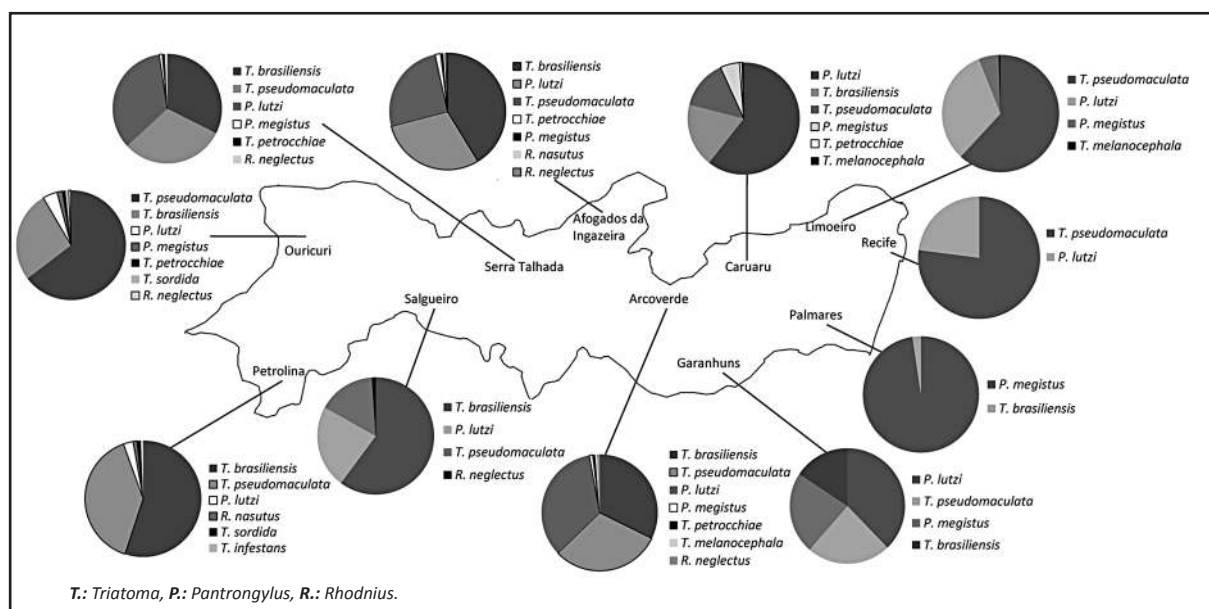 T. brasiliensis
T. pseudomaculata
P. lutzi
P. megistus
T. petrocchiae
R. neglectus
T. brasiliensis
P. lutzi
T. pseudomaculata
T. petrocchiae
P. megistus
R. nasutus
R. neglectus
P. lutzi
T. brasiliensis
T. pseudomaculata
P. megistus
T. petrocchiae
T. melanocephala
T. pseudomaculata
P. lutzi
P. megistus
T. melanocephala
T. pseudomaculata
T. brasiliensis
P. lutzi
P. megistus
T. petrocchiae
T. sordida
R. neglectus
Ouricuri
Serra Talhada
Afogados da
Ingazeira
Caruaru
Limoeiro
Recife
T. pseudomaculata
P. lutzi
Salgueiro
Arcoverde
Palmares
Petrolina
Garanhuns
P. megistus
T. brasiliensis
T. brasiliensis
P. lutzi
T. pseudomaculata
R. neglectus
T. brasiliensis
T. pseudomaculata
P. lutzi
R. nasutus
T. sordida
T. infestans
T. brasiliensis
T. pseudomaculata
P. lutzi
P. megistus
T. petrocchiae
T. melanocephala
R. neglectus
P. lutzi
T. pseudomaculata
P. megistus
T. brasiliensis
T.: Triatoma, P.: Pantrongylus, R.: Rhodnius.